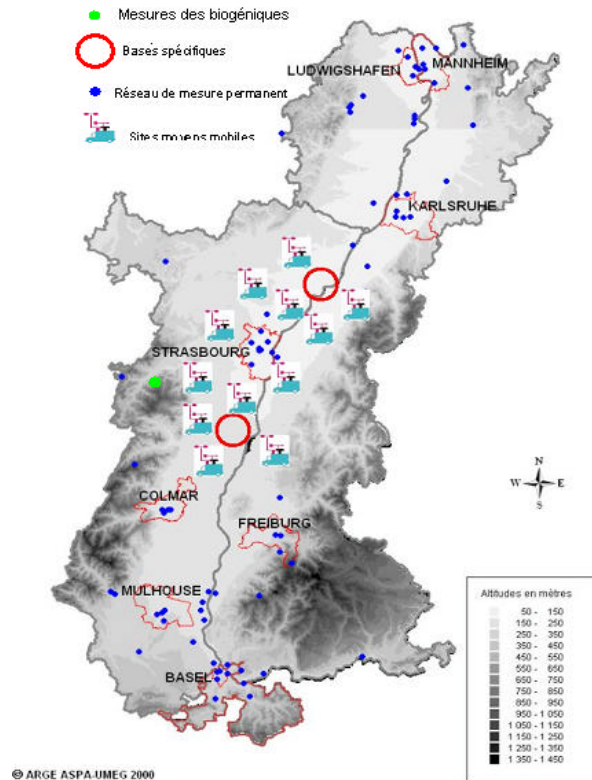 Mesures des biogéniques
Bases spécifiques
Réseau de mesure permanent
Sites moyens mobiles
LUDWIGSHAFEN
MANNHEIM
KARLSRUHE
STRASBOURG
COLMAR
FREIBURG
MULHOUSE
BASEL
N
W E
S
Altitudes en mètres
50 - 150
150 - 250
250 - 350
350 - 450
450 - 550
550 - 650
650 - 750
750 - 850
850 - 950
950 - 1 050
1 050 - 1 150
1 150 - 1 250
1 250 - 1 350
1 350 - 1 450
© ARGE ASPA-UMEG 2000